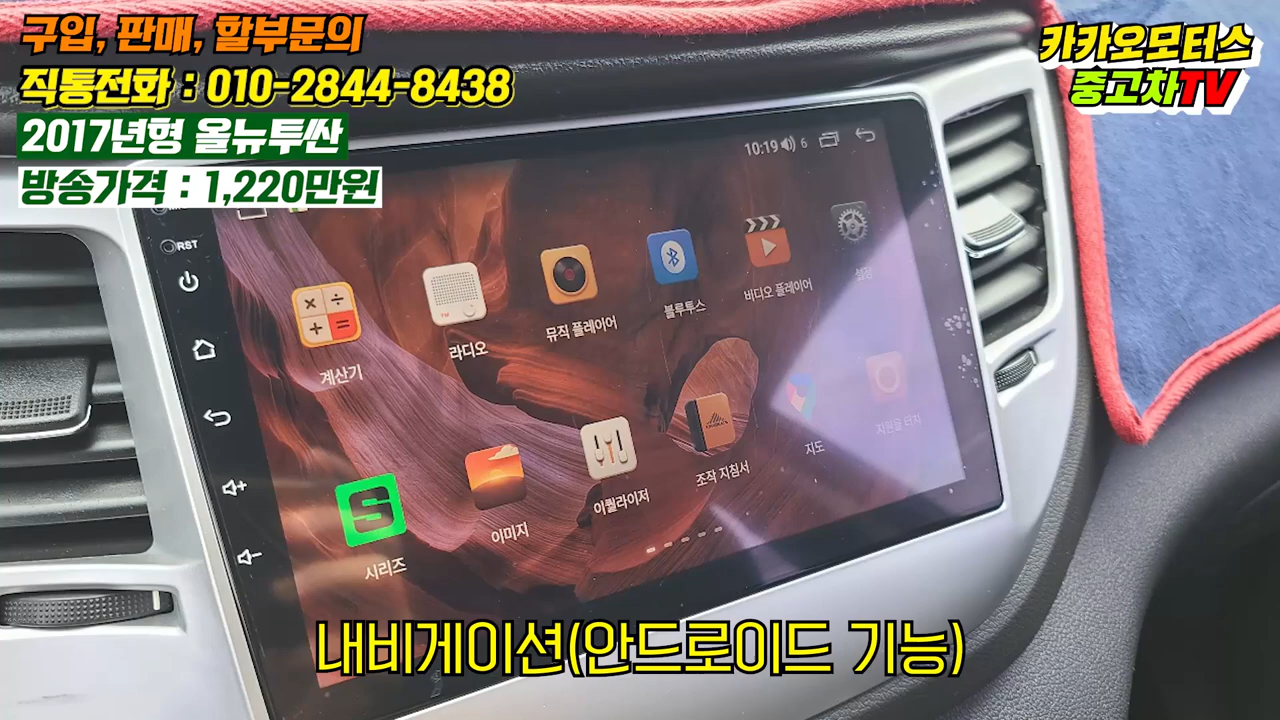 구입, 판매, 할부문의
직통전화 : 010-2844-8438
2017년형 올뉴투싼
방송가격 : 1,220만원
카카오모터스
중고차TV
10:19 6
RST
계산기
라디오
뮤직 플레이어
블루투스
비디오 플레이어
설정
시리즈
이미지
이퀄라이저
조작 지침서
지도
내비게이션(안드로이드 기능)